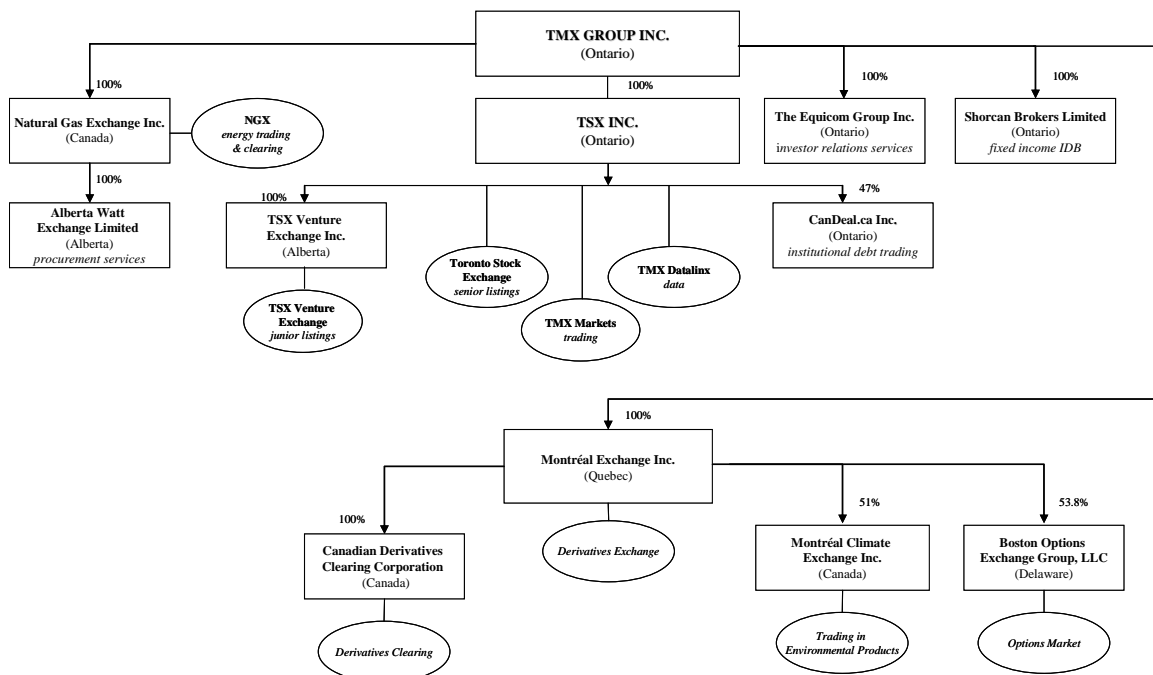 TMX GROUP INC.
(Ontario)
100%
100%
100%
100%
Natural Gas Exchange Inc.
(Canada)
NGX
energy trading
& clearing
TSX INC.
(Ontario)
The Equicom Group Inc.
(Ontario)
investor relations services
Shorcan Brokers Limited
(Ontario)
fixed income IDB
100%
100%
47%
Alberta Watt
Exchange Limited
(Alberta)
procurement services
TSX Venture
Exchange Inc.
(Alberta)
CanDeal.ca Inc.
(Ontario)
institutional debt trading
Toronto Stock
Exchange
senior listings
TMX Datalinx
data
TSX Venture
Exchange
junior listings
TMX Markets
trading
100%
Montréal Exchange Inc.
(Quebec)
100%
51%
53.8%
Canadian Derivatives
Clearing Corporation
(Canada)
Derivatives Exchange
Montréal Climate
Exchange Inc.
(Canada)
Boston Options
Exchange Group, LLC
(Delaware)
Derivatives Clearing
Trading in
Environmental Products
Options Market